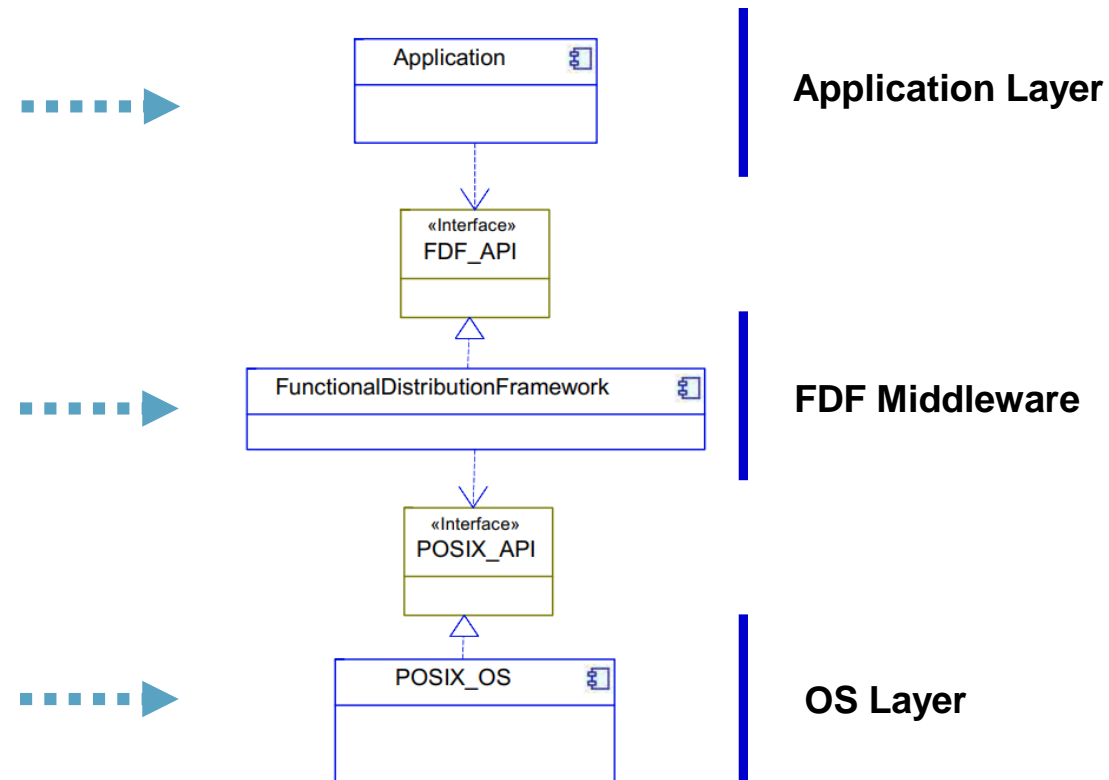 Application
Application Layer
«Interface»
FDF_API
FunctionalDistributionFramework
FDF Middleware
«Interface»
POSIX_API
POSIX_OS
OS Layer